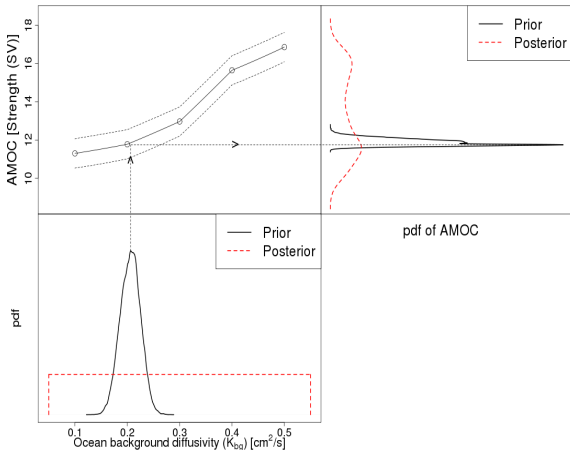 AMOC [Strength (SV)]
18
16
14
12
10
Prior
Posterior
pdf of AMOC
Prior
Posterior
pdf
0.1 0.2 0.3 0.4 0.5
Ocean background diffusivity (K_bg) [cm²/s]